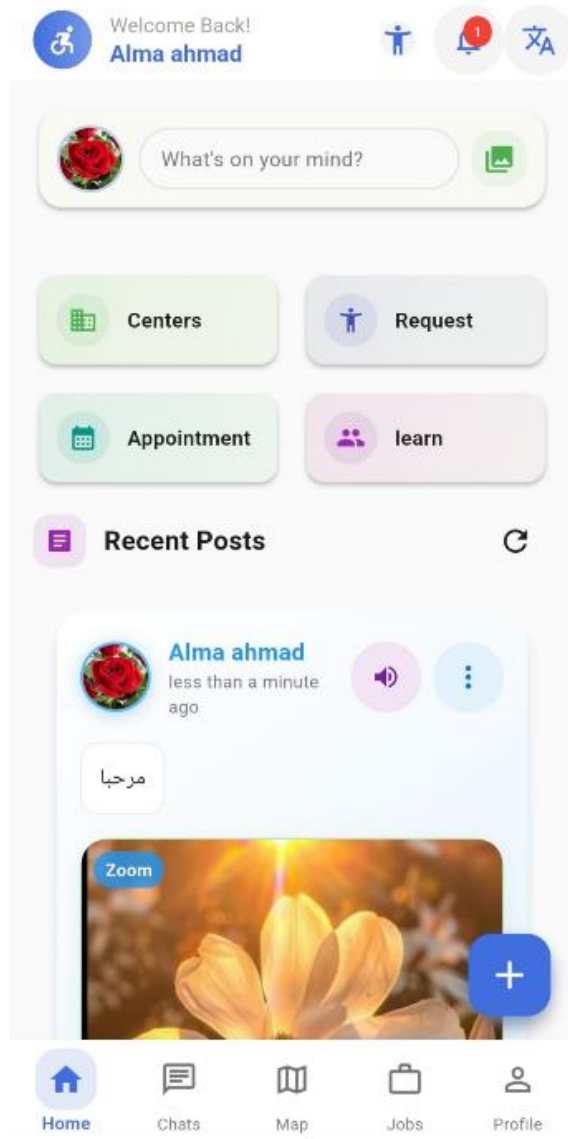 Welcome Back!
Alma ahmad
1
What's on your mind?
Centers
Request
Appointment
learn
Recent Posts
Alma ahmad
less than a minute
ago
مرحبا
Zoom
Home
Chats
Map
Jobs
Profile